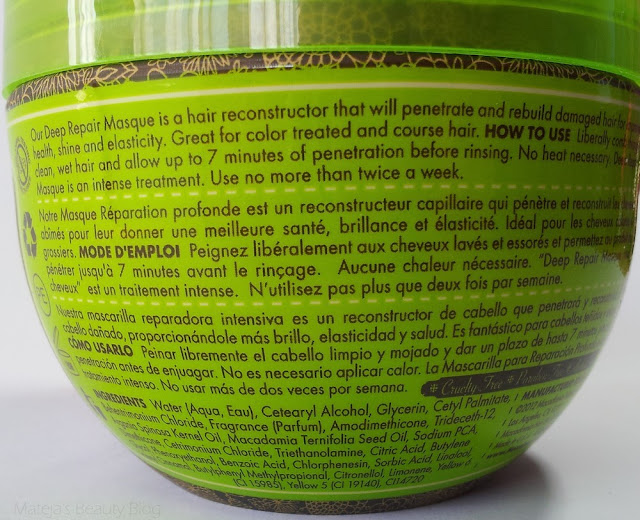 Our Deep Repair Masque is a hair reconstructor that will penetrate and rebuild damaged hair for
health, shine and elasticity. Great for color treated and course hair. HOW TO USE Liberally comb
clean, wet hair and allow up to 7 minutes of penetration before rinsing. No heat necessary. Deep
Masque is an intense treatment. Use no more than twice a week.
Notre Masque Réparation profonde est un reconstructeur capillaire qui pénètre et reconstruit les
abîmés pour leur donner une meilleure santé, brillance et élasticité. Idéal pour les cheveux
grossiers. MODE D'EMPLOI Peignez libéralement aux cheveux lavés et essorés et permettez au
pénétrer jusqu'à 7 minutes avant le rinçage. Aucune chaleur nécessaire. "Deep Repair Masque
cheveux" est un traitement intense. N'utilisez pas plus que deux fois par semaine.
Nuestra mascarilla reparadora intensiva es un reconstructor de cabello que penetrará y
cabello dañado, proporcionándole más brillo, elasticidad y salud. Es fantástico para cabellos
CÓMO USARLO Peinar libremente el cabello limpio y mojado y dar un plazo de hasta 7
penetración antes de enjuagar. No es necesario aplicar calor. La Mascarilla para Reparación
tratamiento intenso. No usar más de dos veces por semana.
Cruelty Free
INGREDIENTS Water (Aqua, Eau), Cetearyl Alcohol, Glycerin, Cetyl Palmitate,
Chloride, Fragrance (Parfum), Amodimethicone, Trideceth-12,
Spinosa Kernel Oil, Macadamia Ternifolia Seed Oil, Sodium PCA,
Cetrimonium Chloride, Triethanolamine, Citric Acid, Butylene
Phenoxyethanol, Benzoic Acid, Chlorphenesin, Sorbic Acid, Linalool,
Butylphenyl Methylpropional, Citronellol, Limonene, Yellow 6
(CI 15985), Yellow 5 (CI 19140), CI14720
Mateja's Beauty Blog